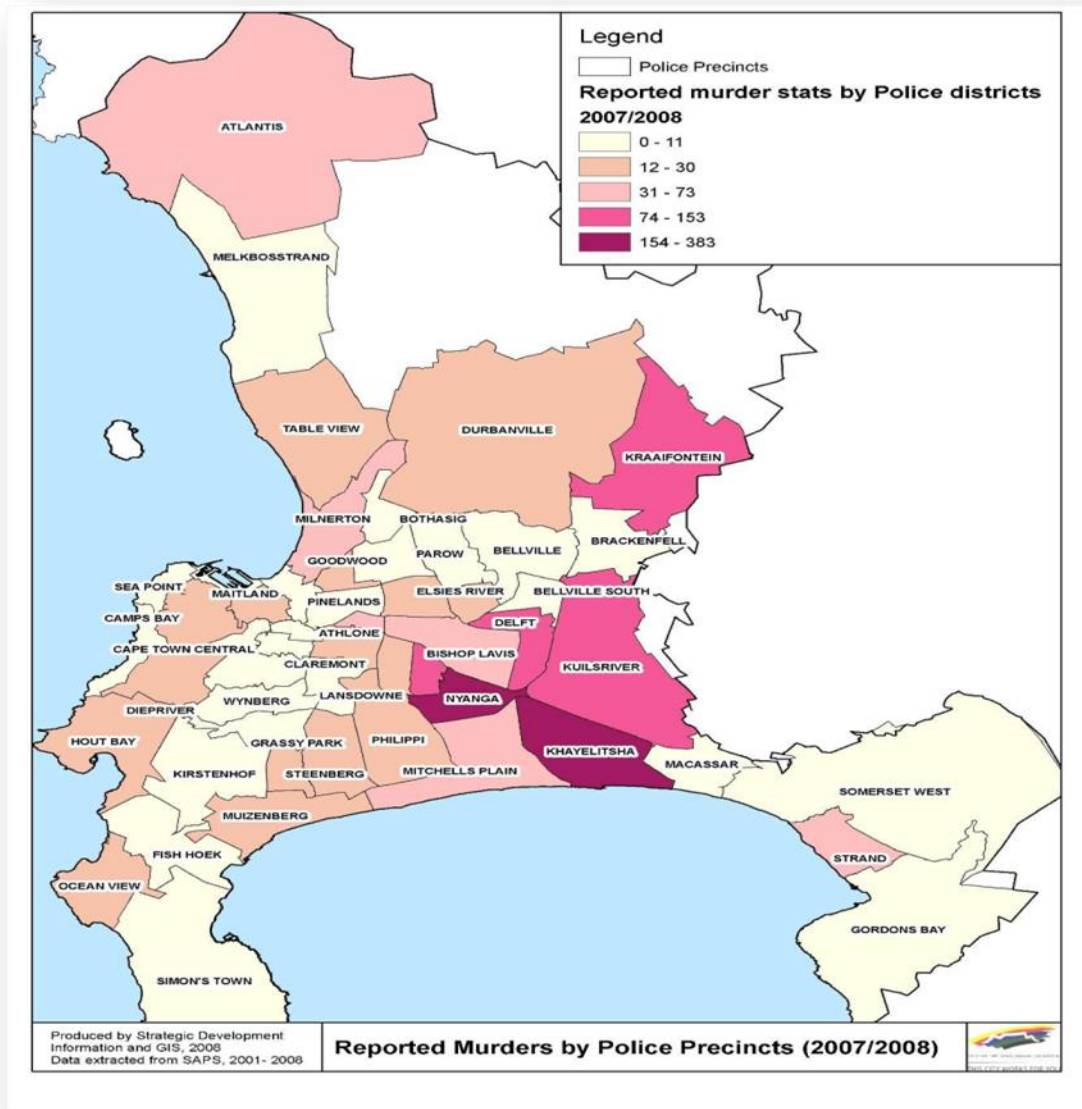 Legend
Police Precincts
Reported murder stats by Police districts
2007/2008
0 - 11
12 - 30
31 - 73
74 - 153
154 - 383
ATLANTIS
MELKBOSSTRAND
TABLE VIEW
DURBANVILLE
KRAAIFONTEIN
MILNERTON
BOTHASIG
GOODWOOD
PAROW
BELLVILLE
BRACKENFELL
SEA POINT
MAITLAND
PINELANDS
ELSIES RIVER
BELLVILLE SOUTH
CAMPS BAY
ATHLONE
DELFT
CAPE TOWN CENTRAL
CLAREMONT
BISHOP LAVIS
KUILSRIVER
WYNBERG
LANSDOWNE
NYANGA
DIEPRIVER
HOUT BAY
GRASSY PARK
PHILIPPI
KHAYELITSHA
MACASSAR
KIRSTENHOF
STEENBERG
MITCHELLS PLAIN
SOMERSET WEST
MUIZENBERG
FISH HOEK
STRAND
OCEAN VIEW
GORDONS BAY
SIMON'S TOWN
Produced by Strategic Development
Information and GIS, 2008
Data extracted from SAPS, 2001- 2008
Reported Murders by Police Precincts (2007/2008)
THIS CITY WORKS FOR YOU